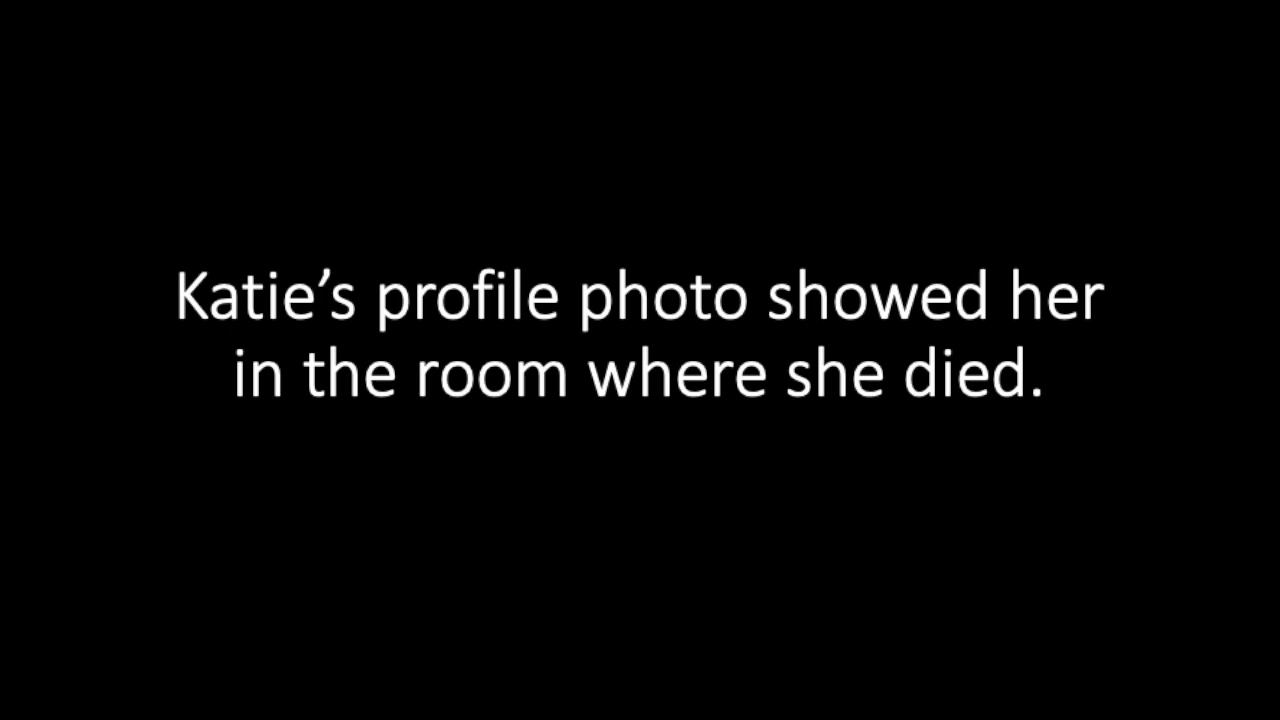 Katie’s profile photo showed her
in the room where she died.